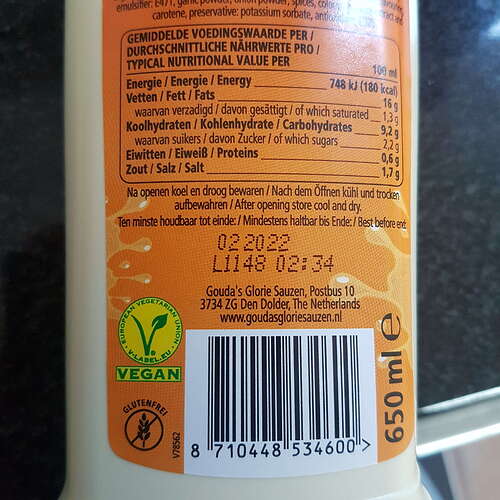 emulsifier: E471, garlic powder, onion powder, spices,
carotene, preservative: potassium sorbate, antioxidant
GEMIDDELDE VOEDINGSWAARDE PER /
DURCHSCHNITTLICHE NÄHRWERTE PRO /
TYPICAL NUTRITIONAL VALUE PER 100 ml
Energie / Energie / Energy 748 kJ (180 kcal)
Vetten / Fett / Fats 16 g
waarvan verzadigd / davon gesättigt / of which saturated 1,3 g
Koolhydraten / Kohlenhydrate / Carbohydrates 9,2 g
waarvan suikers / davon Zucker / of which sugars 2,2 g
Eiwitten / Eiweiß / Proteins 0,6 g
Zout / Salz / Salt 1,7 g
Na openen koel en droog bewaren / Nach dem Öffnen kühl und trocken
aufbewahren / After opening store cool and dry.
Ten minste houdbaar tot einde: / Mindestens haltbar bis Ende: / Best before end:
02 2022
L1148 02:34
Gouda's Glorie Sauzen, Postbus 10
3734 ZG Den Dolder, The Netherlands
www.goudasgloriesauzen.nl
EUROPEAN VEGETARIAN UNION
V-LABEL.EU
VEGAN
GLUTENFREI
V78562
8 710448 534600 >
650 ml e